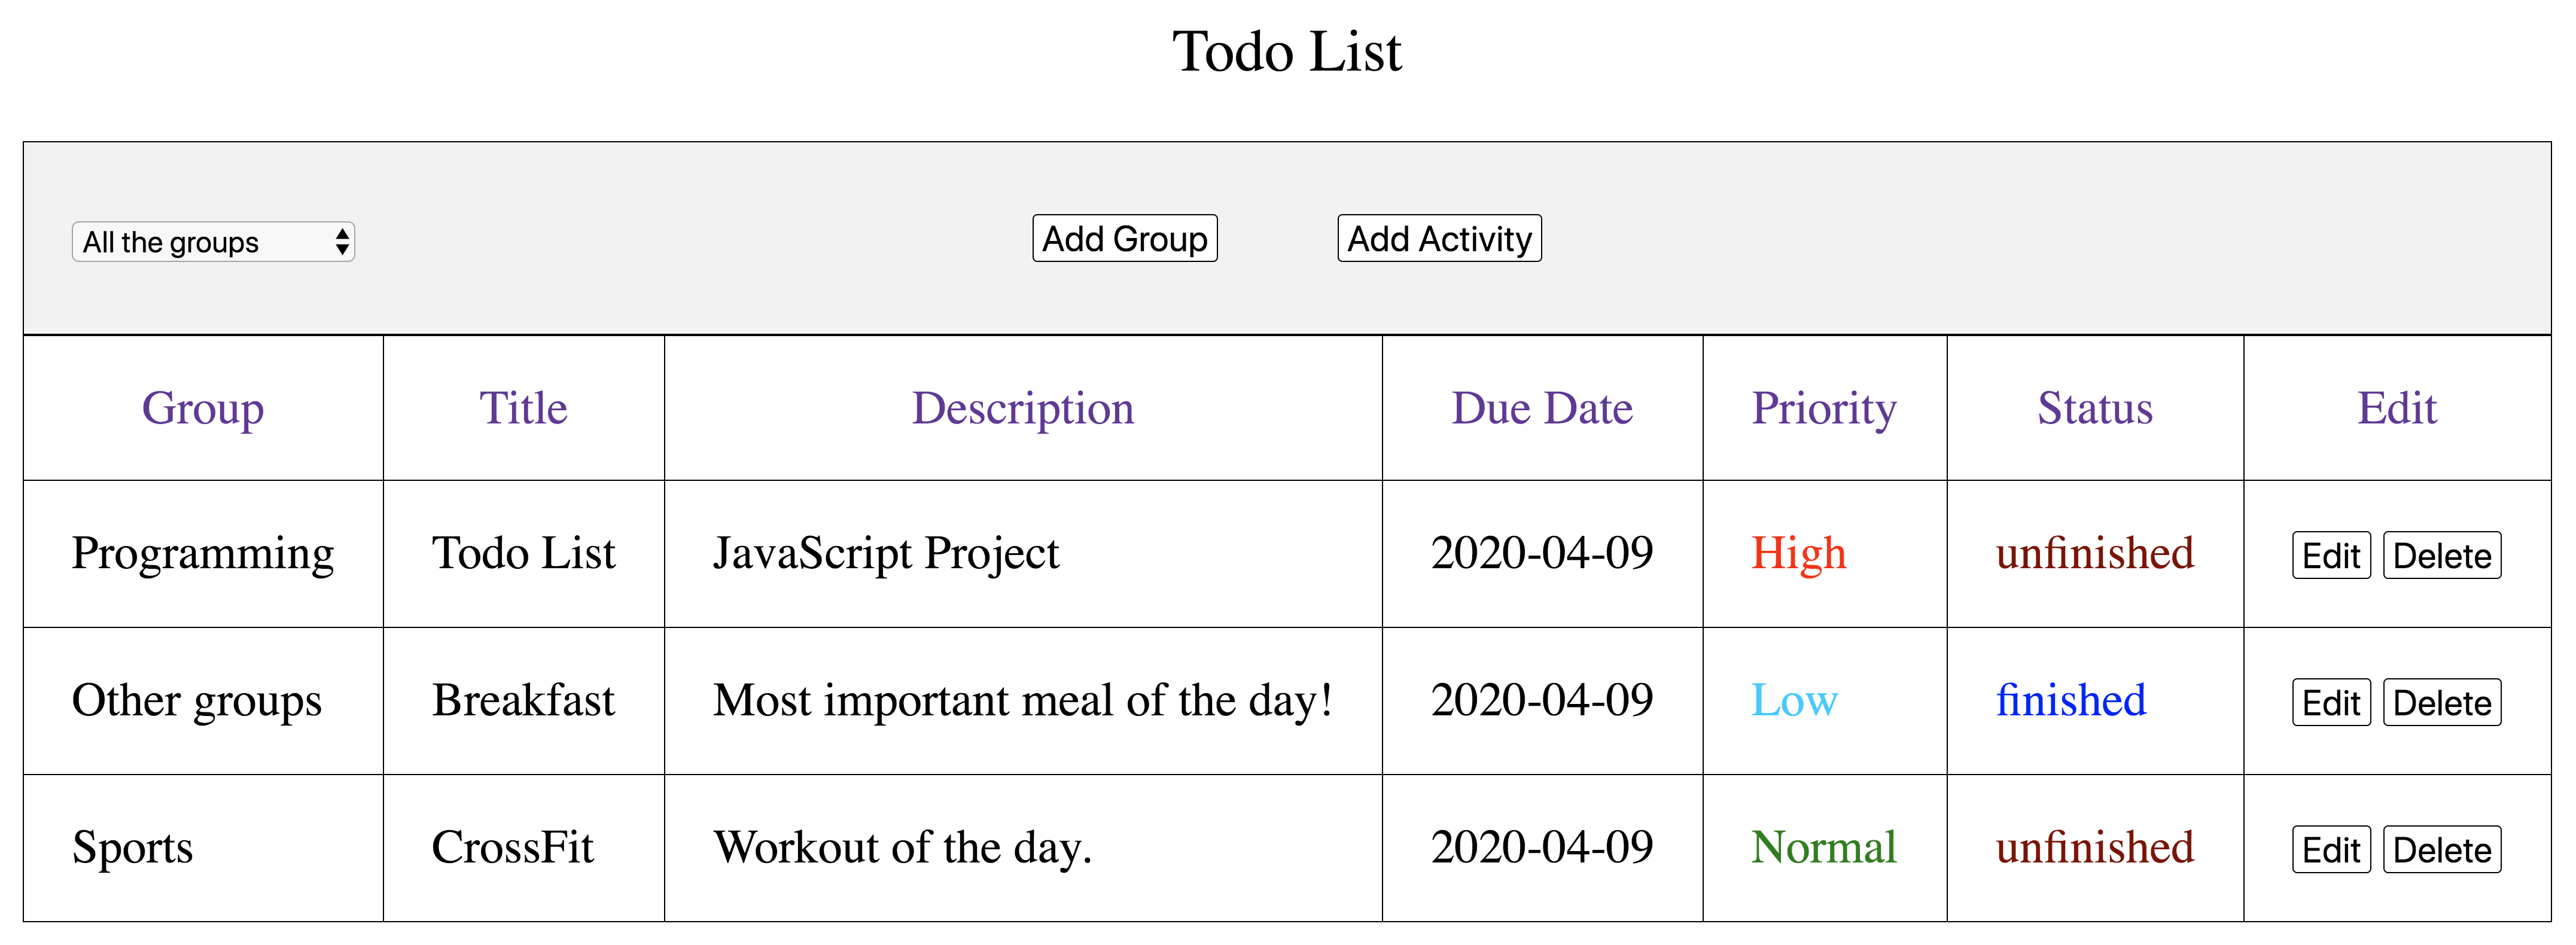 Todo List
All the groups Add Group Add Activity
Group Title Description Due Date Priority Status Edit
Programming Todo List JavaScript Project 2020-04-09 High unfinished Edit Delete
Other groups Breakfast Most important meal of the day! 2020-04-09 Low finished Edit Delete
Sports CrossFit Workout of the day. 2020-04-09 Normal unfinished Edit Delete